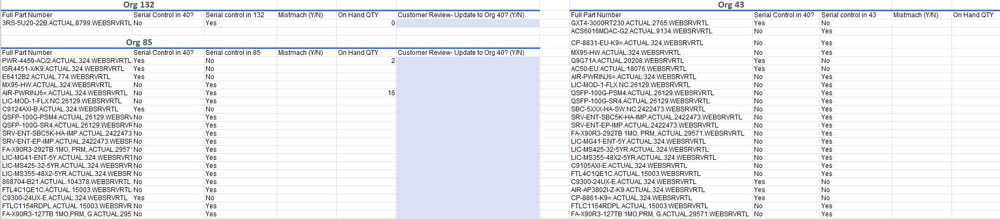 Org 132
Full Part Number Serial Control in 40? Serial control in 132 Mistmach (Y/N) On Hand QTY Customer Review- Update to Org 40? (Y/N)
3RS-5U20-22B.ACTUAL.8799.WEBSRVRTL No Yes 0
Org 85
Full Part Number Serial Control in 40? Serial control in 85 Mistmach (Y/N) On Hand QTY Customer Review- Update to Org 40? (Y/N)
PWR-4450-AC/2.ACTUAL.324.WEBSRVRTL Yes No 2
ISR4451-X/K9.ACTUAL.324.WEBSRVRTL Yes No
E6412B2.ACTUAL.774.WEBSRVRTL Yes No
MX95-HW.ACTUAL.324.WEBSRVRTL No Yes
AIR-PWRINJ6=.ACTUAL.324.WEBSRVRTL No Yes 16
LIC-MOD-1-FLX.NC.26129.WEBSRVRTL No Yes
C9124AXI-B.ACTUAL.324.WEBSRVRTL Yes No
QSFP-100G-PSM4.ACTUAL.26129.WEBSRV No Yes
QSFP-100G-SR4.ACTUAL.26129.WEBSRVF No Yes
SRV-ENT-SBC5K-HA-IMP.ACTUAL.2422473 No Yes
SRV-ENT-EP-IMP.ACTUAL.2422473.WEBSF No Yes
FA-X90R3-292TB 1MO, PRM,.ACTUAL.2957 No Yes
LIC-MG41-ENT-5Y.ACTUAL.324.WEBSRVRT No Yes
LIC-MS425-32-5YR.ACTUAL.324.WEBSRVR No Yes
LIC-MS355-48X2-5YR.ACTUAL.324.WEBSR No Yes
868704-B21.ACTUAL.104378.WEBSRVRTL No Yes
FTL4C1QE1C.ACTUAL.15003.WEBSRVRTL No Yes
C9300-24UX-E.ACTUAL.324.WEBSRVRTL Yes No
FTLC1154RDPL.ACTUAL.15003.WEBSRVR No Yes
FA-X90R3-127TB 1MO,PRM, G.ACTUAL.295 No Yes
Org 43
Full Part Number Serial Control in 40? Serial control in 43 Mistmach (Y/N) On Hand QTY
GXT4-3000RT230.ACTUAL.2765.WEBSRVRTL Yes No
ACS6016MDAC-G2.ACTUAL.9134.WEBSRVRTL No Yes
CP-8831-EU-K9=.ACTUAL.324.WEBSRVRTL No Yes
MX95-HW.ACTUAL.324.WEBSRVRTL No Yes
Q9G71A.ACTUAL.20208.WEBSRVRTL Yes No
AC50-EU.ACTUAL.18076.WEBSRVRTL Yes No
AIR-PWRINJ6=.ACTUAL.324.WEBSRVRTL No Yes
LIC-MOD-1-FLX.NC.26129.WEBSRVRTL No Yes
QSFP-100G-PSM4.ACTUAL.26129.WEBSRVRTL No Yes
QSFP-100G-SR4.ACTUAL.26129.WEBSRVRTL No Yes
SBC-5XXX-HA-SW.NC.2422473.WEBSRVRTL No Yes
SRV-ENT-SBC5K-HA-IMP.ACTUAL.2422473.WEBSRVRTL No Yes
SRV-ENT-EP-IMP.ACTUAL.2422473.WEBSRVRTL No Yes
FA-X90R3-292TB 1MO, PRM,.ACTUAL.29571.WEBSRVRTL No Yes
LIC-MG41-ENT-5Y.ACTUAL.324.WEBSRVRTL No Yes
LIC-MS425-32-5YR.ACTUAL.324.WEBSRVRTL No Yes
LIC-MS355-48X2-5YR.ACTUAL.324.WEBSRVRTL No Yes
C9105AXI-E.ACTUAL.324.WEBSRVRTL No Yes
FTL4C1QE1C.ACTUAL.15003.WEBSRVRTL No Yes
C9300-24UX-E.ACTUAL.324.WEBSRVRTL Yes No
AIR-AP3802I-Z-K9.ACTUAL.324.WEBSRVRTL Yes No
CP-8861-K9=.ACTUAL.324.WEBSRVRTL Yes No
FTLC1154RDPL.ACTUAL.15003.WEBSRVRTL No Yes
FA-X90R3-127TB 1MO,PRM, G.ACTUAL.29571.WEBSRVRTL No Yes